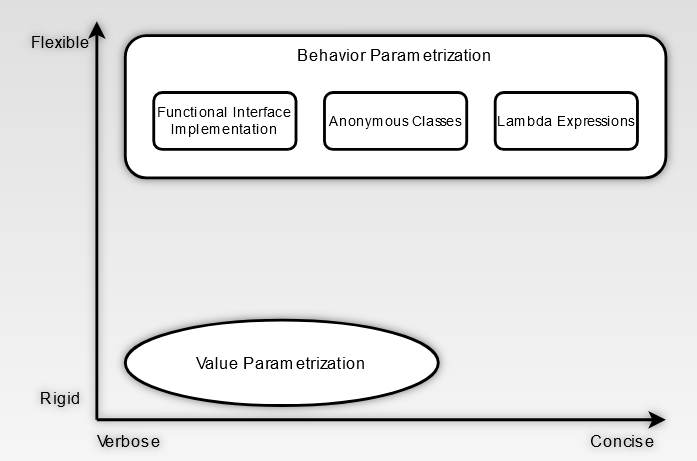 Flexible
Behavior Parametrization
Functional Interface
Implementation
Anonymous Classes
Lambda Expressions
Value Parametrization
Rigid
Verbose
Concise